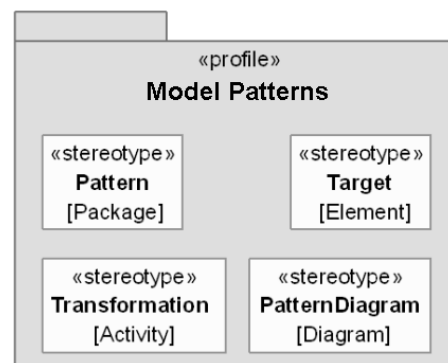 «profile»
Model Patterns
«stereotype»
Pattern
[Package]
«stereotype»
Target
[Element]
«stereotype»
Transformation
[Activity]
«stereotype»
PatternDiagram
[Diagram]